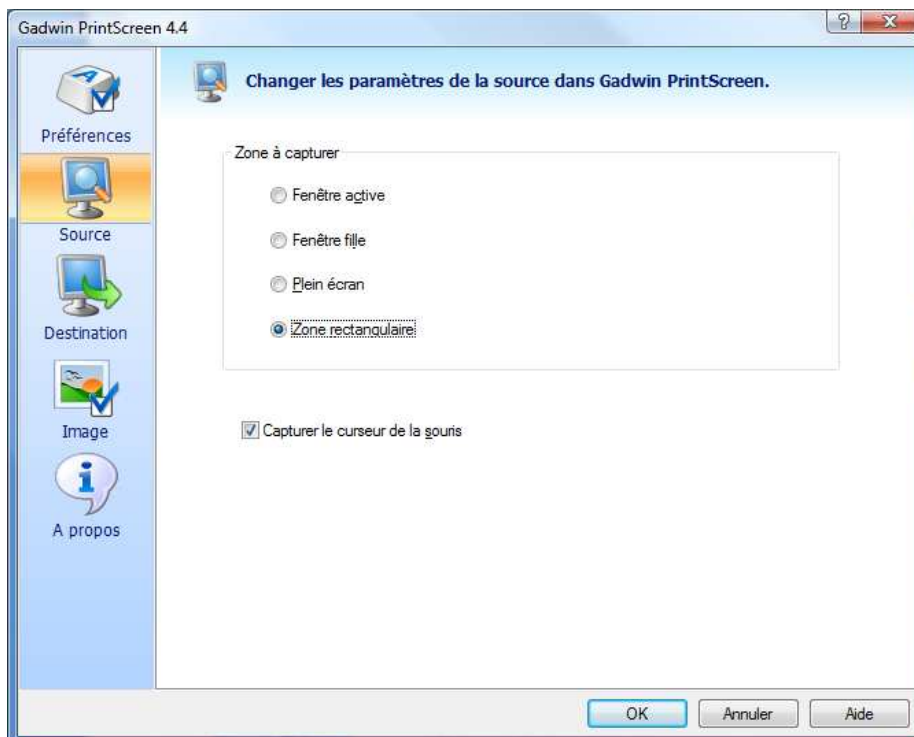 Gadwin PrintScreen 4.4
Préférences
Source
Destination
Image
A propos
Changer les paramètres de la source dans Gadwin PrintScreen.
Zone à capturer
Fenêtre active
Fenêtre fille
Plein écran
Zone rectangulaire
Capturer le curseur de la souris
OK Annuler Aide